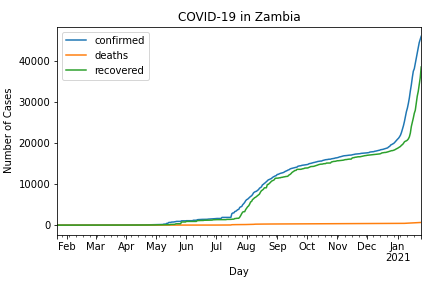 COVID-19 in Zambia
confirmed
deaths
recovered
Number of Cases
40000
30000
20000
10000
0
Feb Mar Apr May Jun Jul Aug Sep Oct Nov Dec Jan
2021
Day